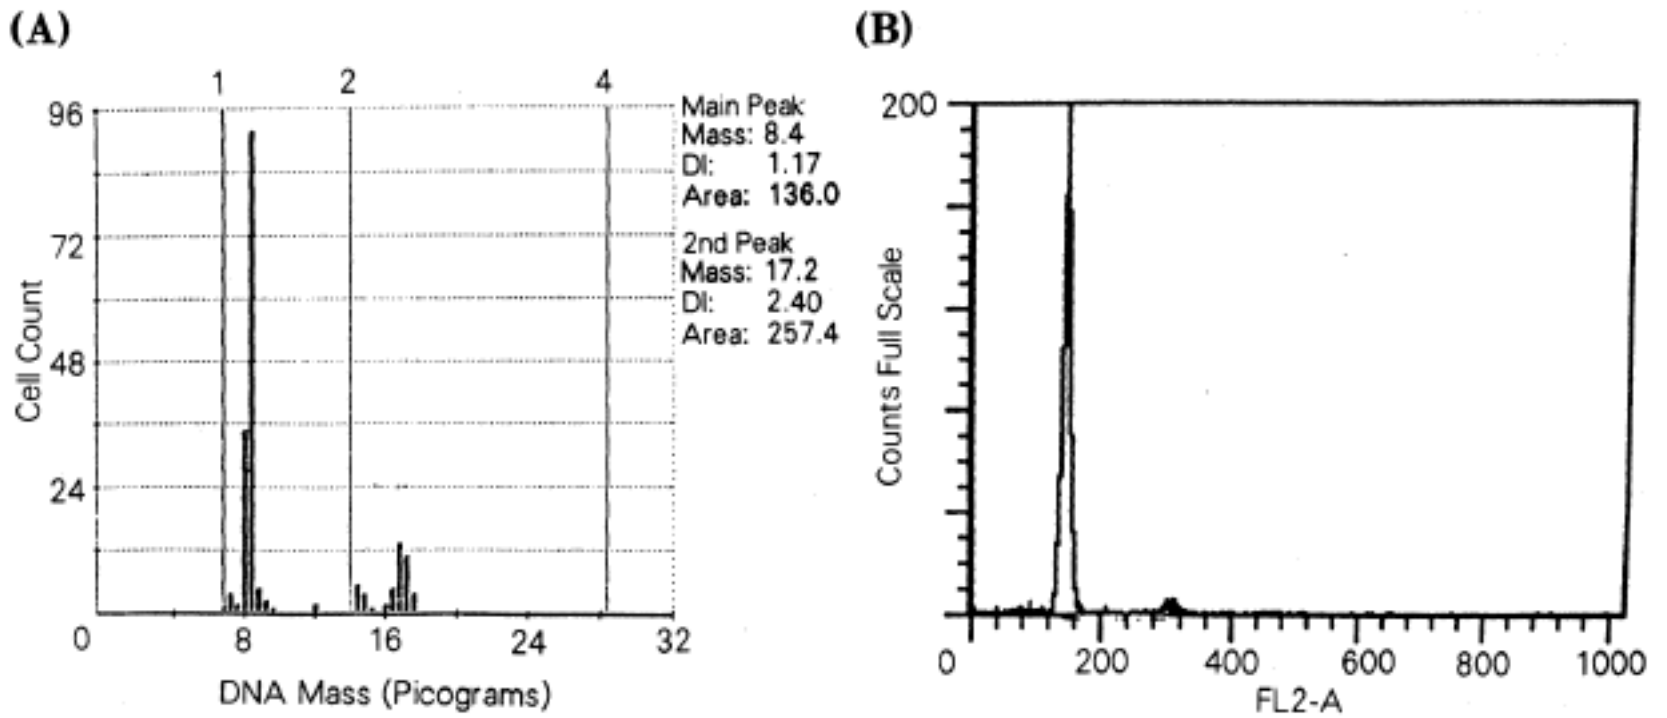 (A)
1 2 4
96
72
48
24
0 8 16 24 32
Cell Count
DNA Mass (Picograms)
Main Peak
Mass: 8.4
DI: 1.17
Area: 136.0
2nd Peak
Mass: 17.2
DI: 2.40
Area: 257.4
(B)
200
Counts Full Scale
0 200 400 600 800 1000
FL2-A